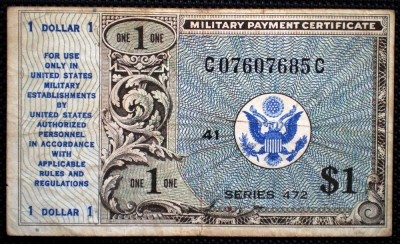 1 DOLLAR 1
FOR USE
ONLY IN
UNITED STATES
MILITARY
ESTABLISHMENTS
BY
UNITED STATES
AUTHORIZED
PERSONNEL
IN ACCORDANCE
WITH
APPLICABLE
RULES AND
REGULATIONS
1 DOLLAR 1
MILITARY PAYMENT CERTIFICATE
ONE 1 ONE
C07607685C
41
ONE 1 ONE
SERIES 472
$1